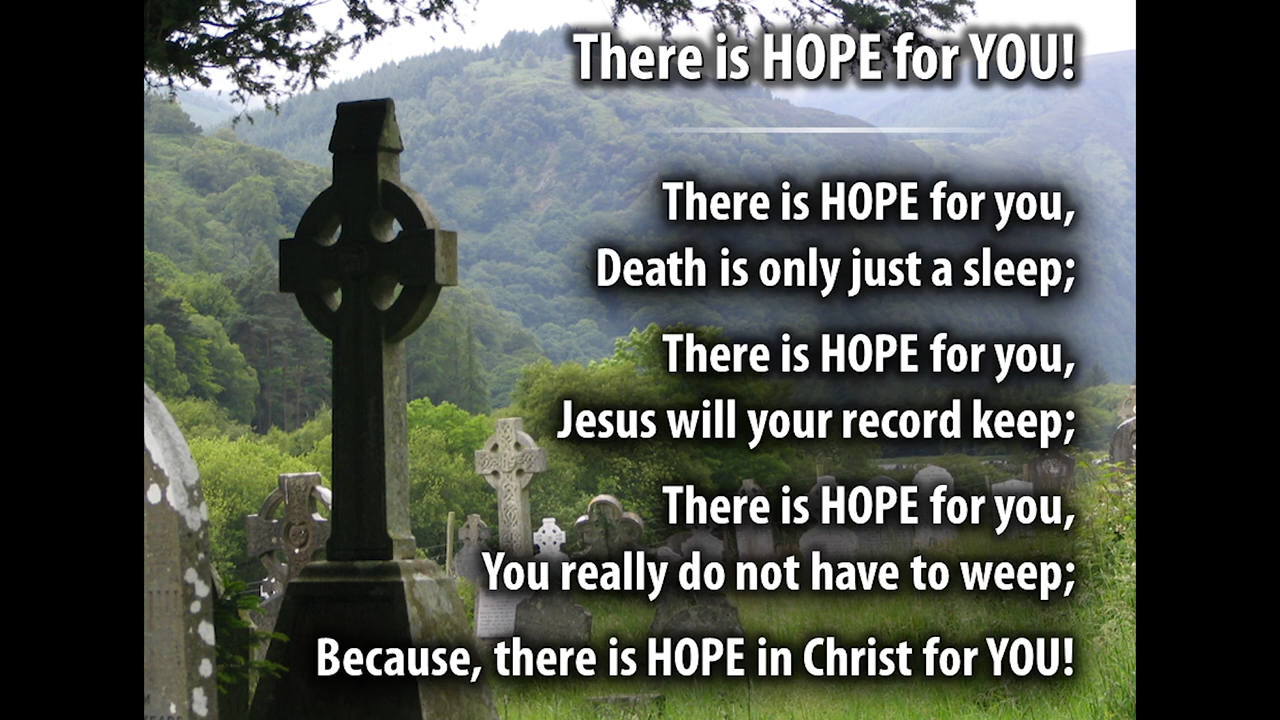 There is HOPE for YOU!
There is HOPE for you,
Death is only just a sleep;
There is HOPE for you,
Jesus will your record keep;
There is HOPE for you,
You really do not have to weep;
Because, there is HOPE in Christ for YOU!